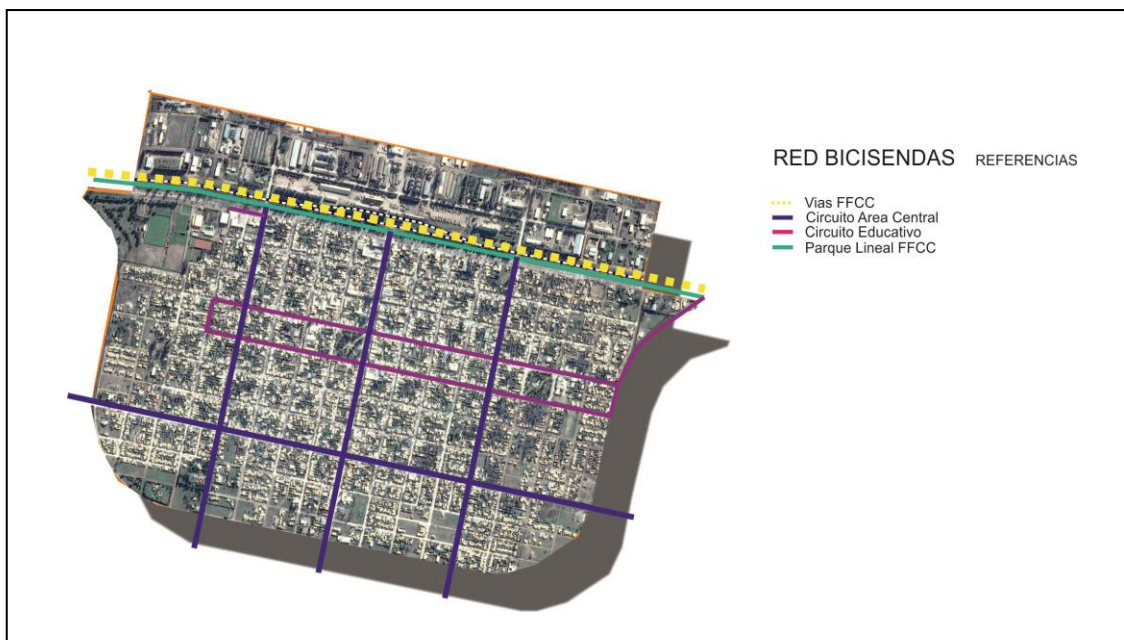 RED BICISENDAS REFERENCIAS
Vias FFCC
Circuito Area Central
Circuito Educativo
Parque Lineal FFCC